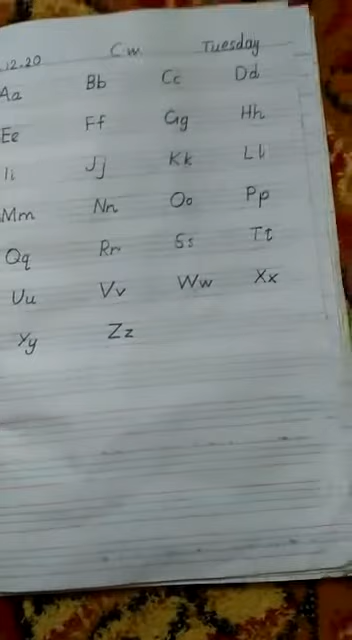 .12.20 Cw Tuesday
Aa Bb Cc Dd
Ee Ff Gg Hh
Ii Jj Kk Ll
Mm Nn Oo Pp
Qq Rr Ss Tt
Uu Vv Ww Xx
Yy Zz